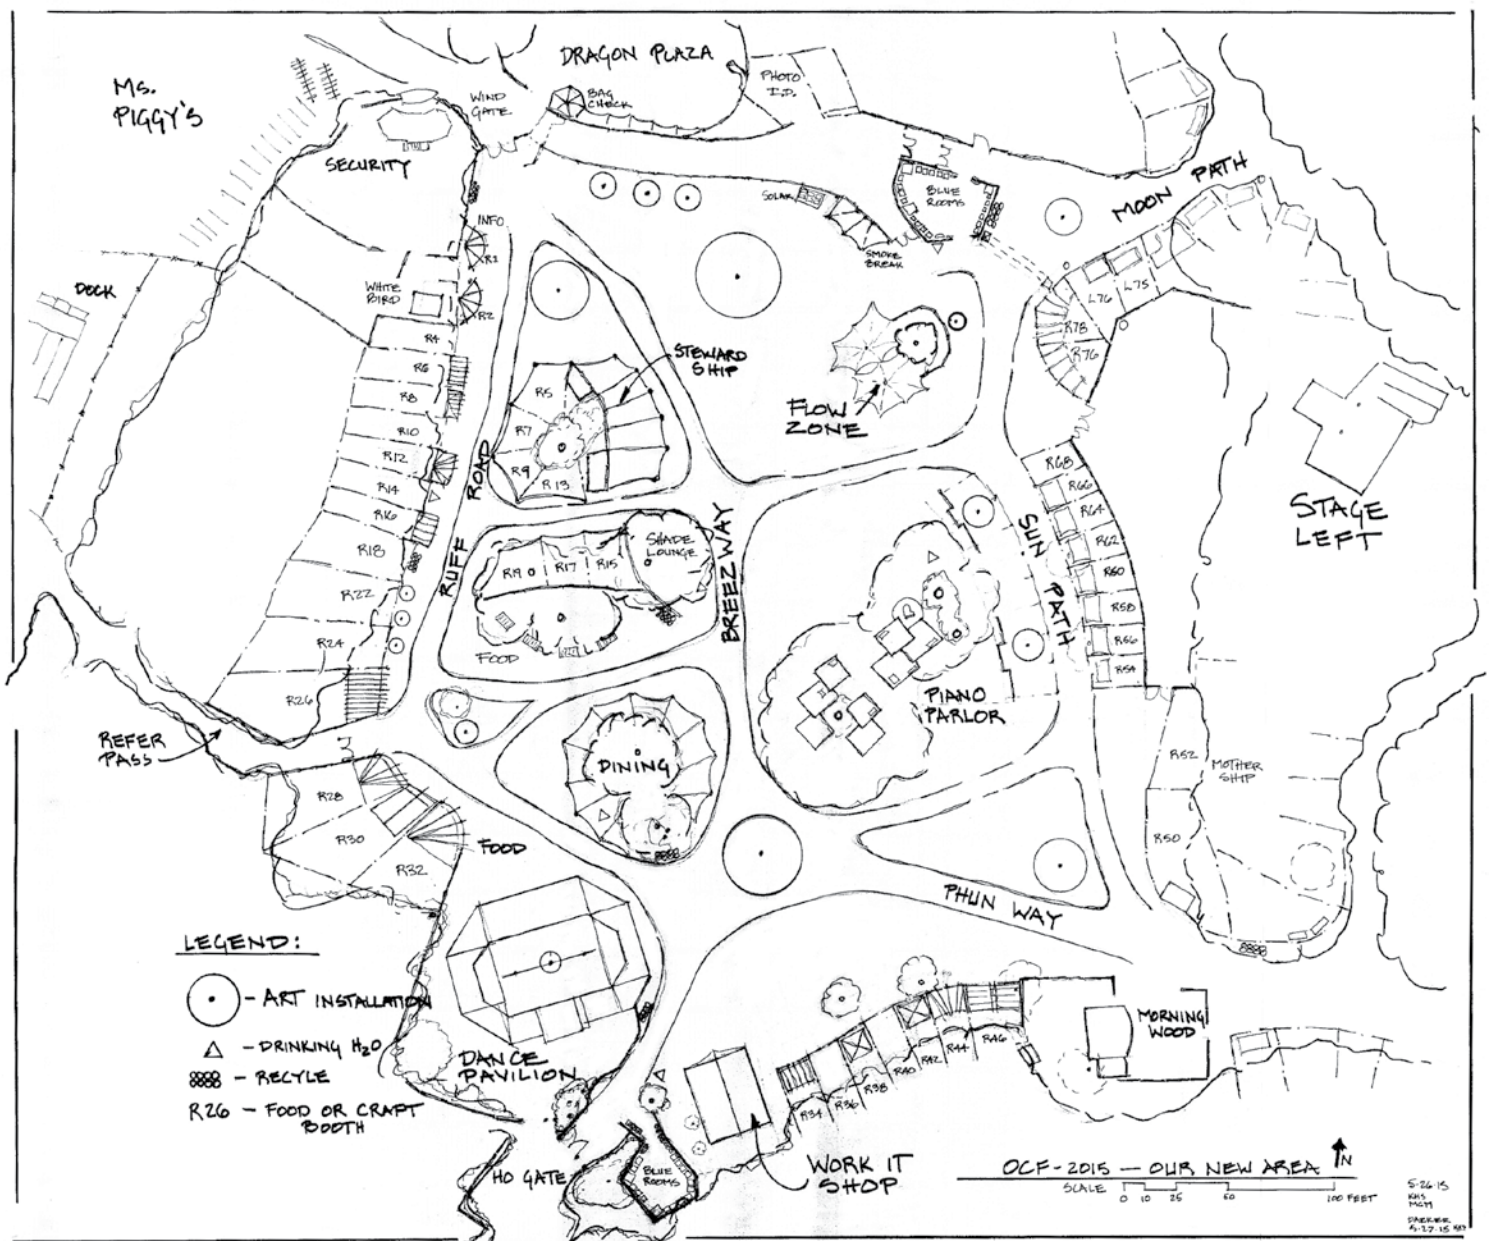 DRAGON PLAZA
MS.
PIGGY'S
WIND
GATE
BAG
CHECK
PHOTO
I.D.
SECURITY
MOON PATH
SOLAR
BLUE
ROOMS
SMOKE
BREAK
INFO
R1
WHITE
BIRD
R2
DOCK
L76
L75
R78
R76
R4
R6
R8
R10
R12
R14
R16
R18
R22
R24
R26
STEWARD
SHIP
R5
R7
R9
R13
FLOW
ZONE
RUFF ROAD
BREEZWAY
SUN PATH
R68
R66
R64
R62
R60
R58
R56
R54
STAGE
LEFT
SHADE
LOUNGE
R19
R17
R15
FOOD
PIANO
PARLOR
REFER
PASS
DINING
R52
MOTHER
SHIP
R50
R28
R30
R32
FOOD
PHUN WAY
LEGEND:
- ART INSTALLATION
- DRINKING H2O
- RECYLE
R26 - FOOD OR CRAFT
BOOTH
DANCE
PAVILION
MORNING
WOOD
R34
R36
R38
R40
R42
R44
R46
HO GATE
BLUE
ROOMS
WORK IT
SHOP
OCF-2015 — OUR NEW AREA
N
SCALE
0 10 25 50 100 FEET
5-26-15
KHS
MGM
DARKER
5-27-15